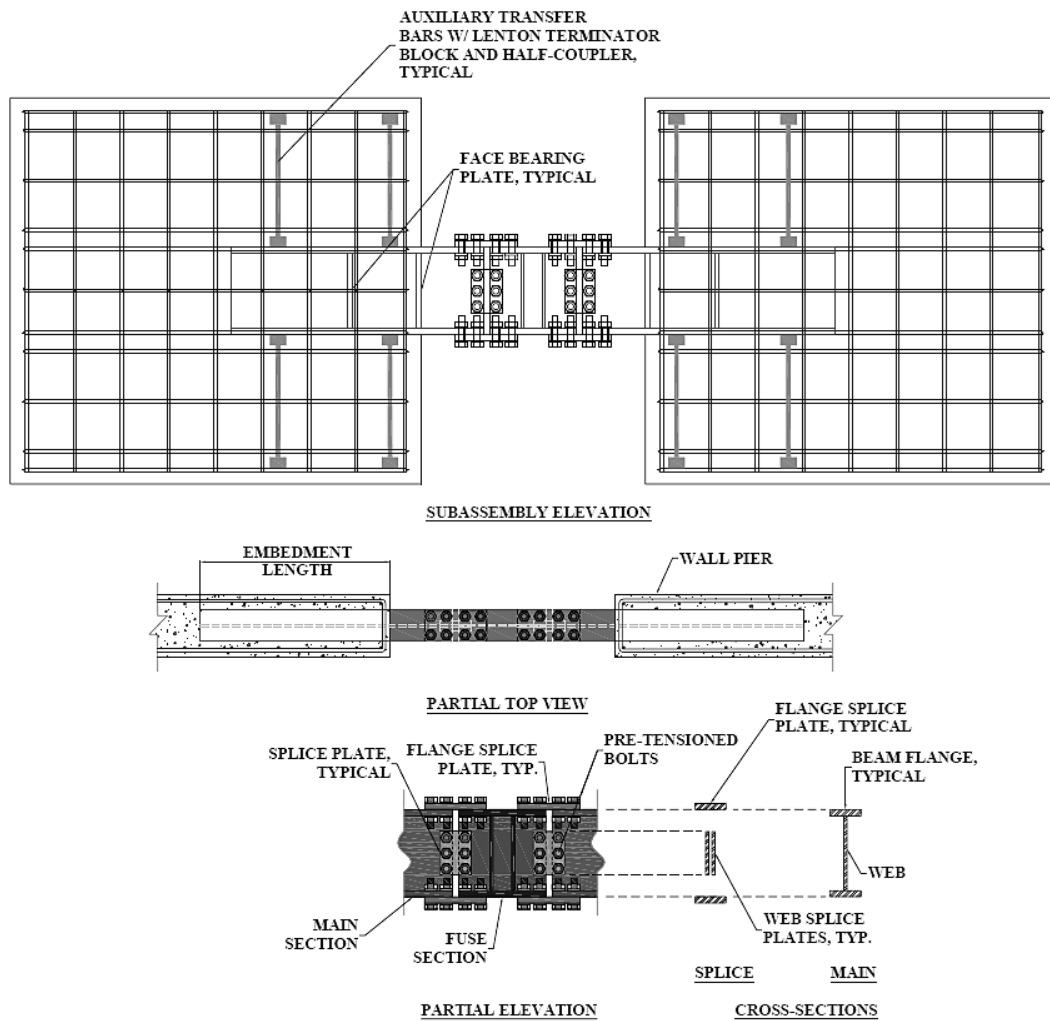 AUXILIARY TRANSFER
BARS W/ LENTON TERMINATOR
BLOCK AND HALF-COUPLER,
TYPICAL
FACE BEARING
PLATE, TYPICAL
SUBASSEMBLY ELEVATION
EMBEDMENT
LENGTH
WALL PIER
PARTIAL TOP VIEW
FLANGE SPLICE
PLATE, TYPICAL
SPLICE PLATE,
TYPICAL
FLANGE SPLICE
PLATE, TYP.
PRE-TENSIONED
BOLTS
BEAM FLANGE,
TYPICAL
WEB
MAIN
SECTION
FUSE
SECTION
WEB SPLICE
PLATES, TYP.
SPLICE
MAIN
PARTIAL ELEVATION
CROSS-SECTIONS